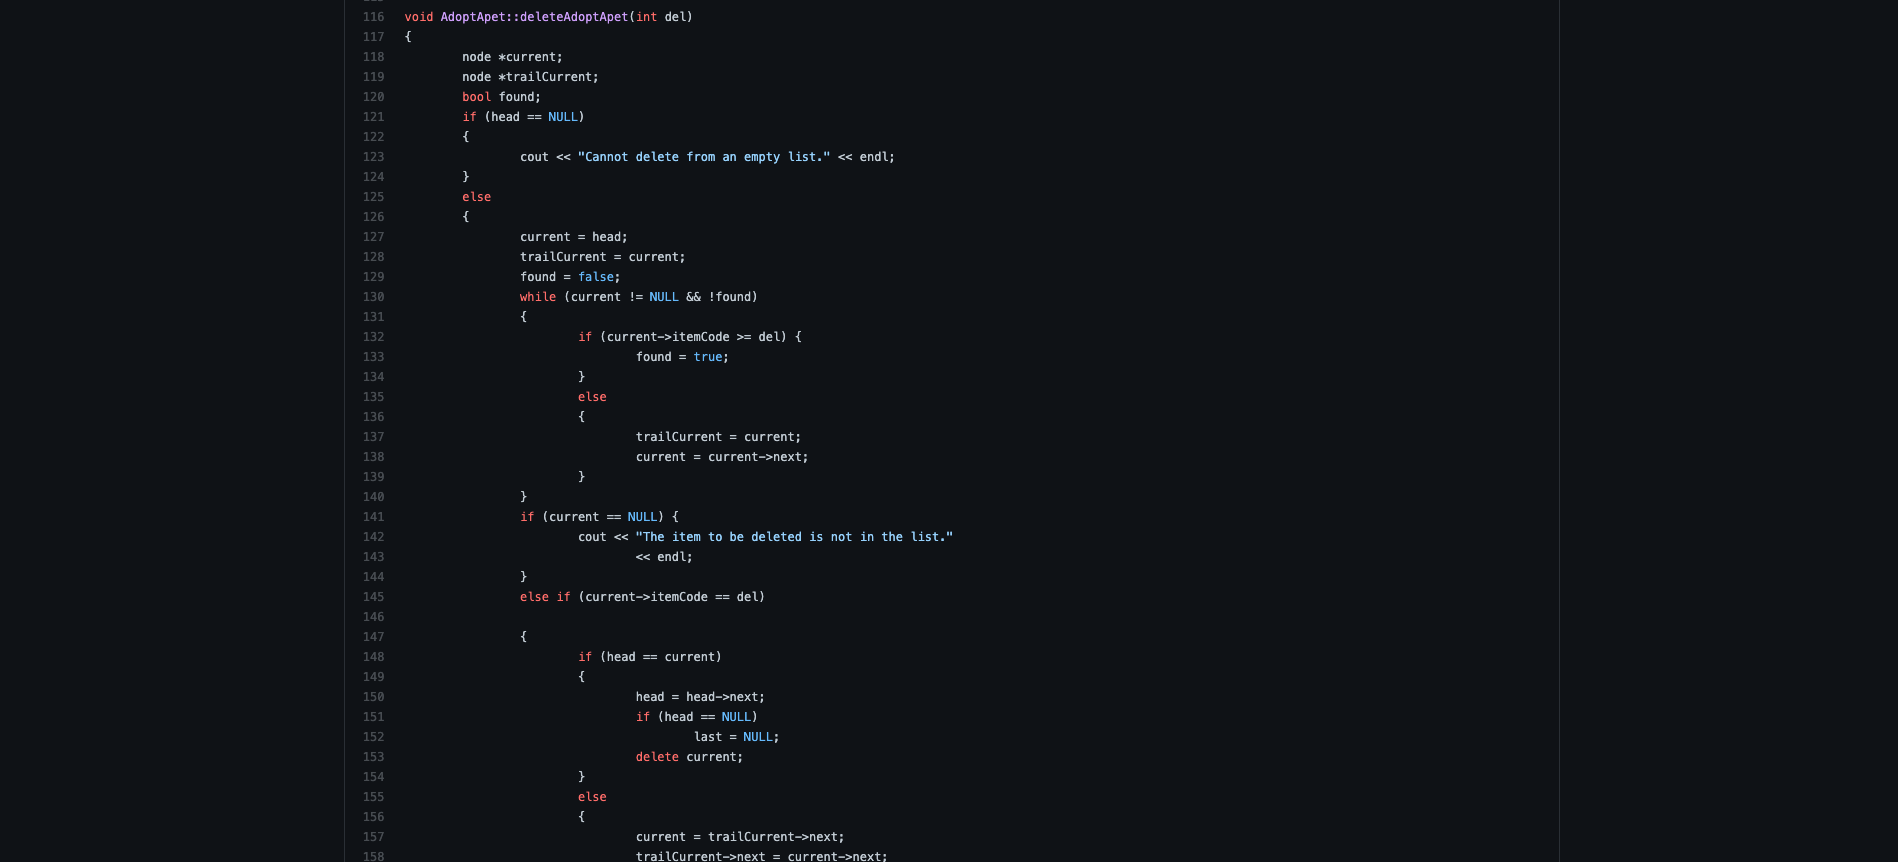 116 void AdoptApet::deleteAdoptApet(int del)
117 {
118 node *current;
119 node *trailCurrent;
120 bool found;
121 if (head == NULL)
122 {
123 cout << "Cannot delete from an empty list." << endl;
124 }
125 else
126 {
127 current = head;
128 trailCurrent = current;
129 found = false;
130 while (current != NULL && !found)
131 {
132 if (current->itemCode >= del) {
133 found = true;
134 }
135 else
136 {
137 trailCurrent = current;
138 current = current->next;
139 }
140 }
141 if (current == NULL) {
142 cout << "The item to be deleted is not in the list."
143 << endl;
144 }
145 else if (current->itemCode == del)
146
147 {
148 if (head == current)
149 {
150 head = head->next;
151 if (head == NULL)
152 last = NULL;
153 delete current;
154 }
155 else
156 {
157 current = trailCurrent->next;
158 trailCurrent->next = current->next;